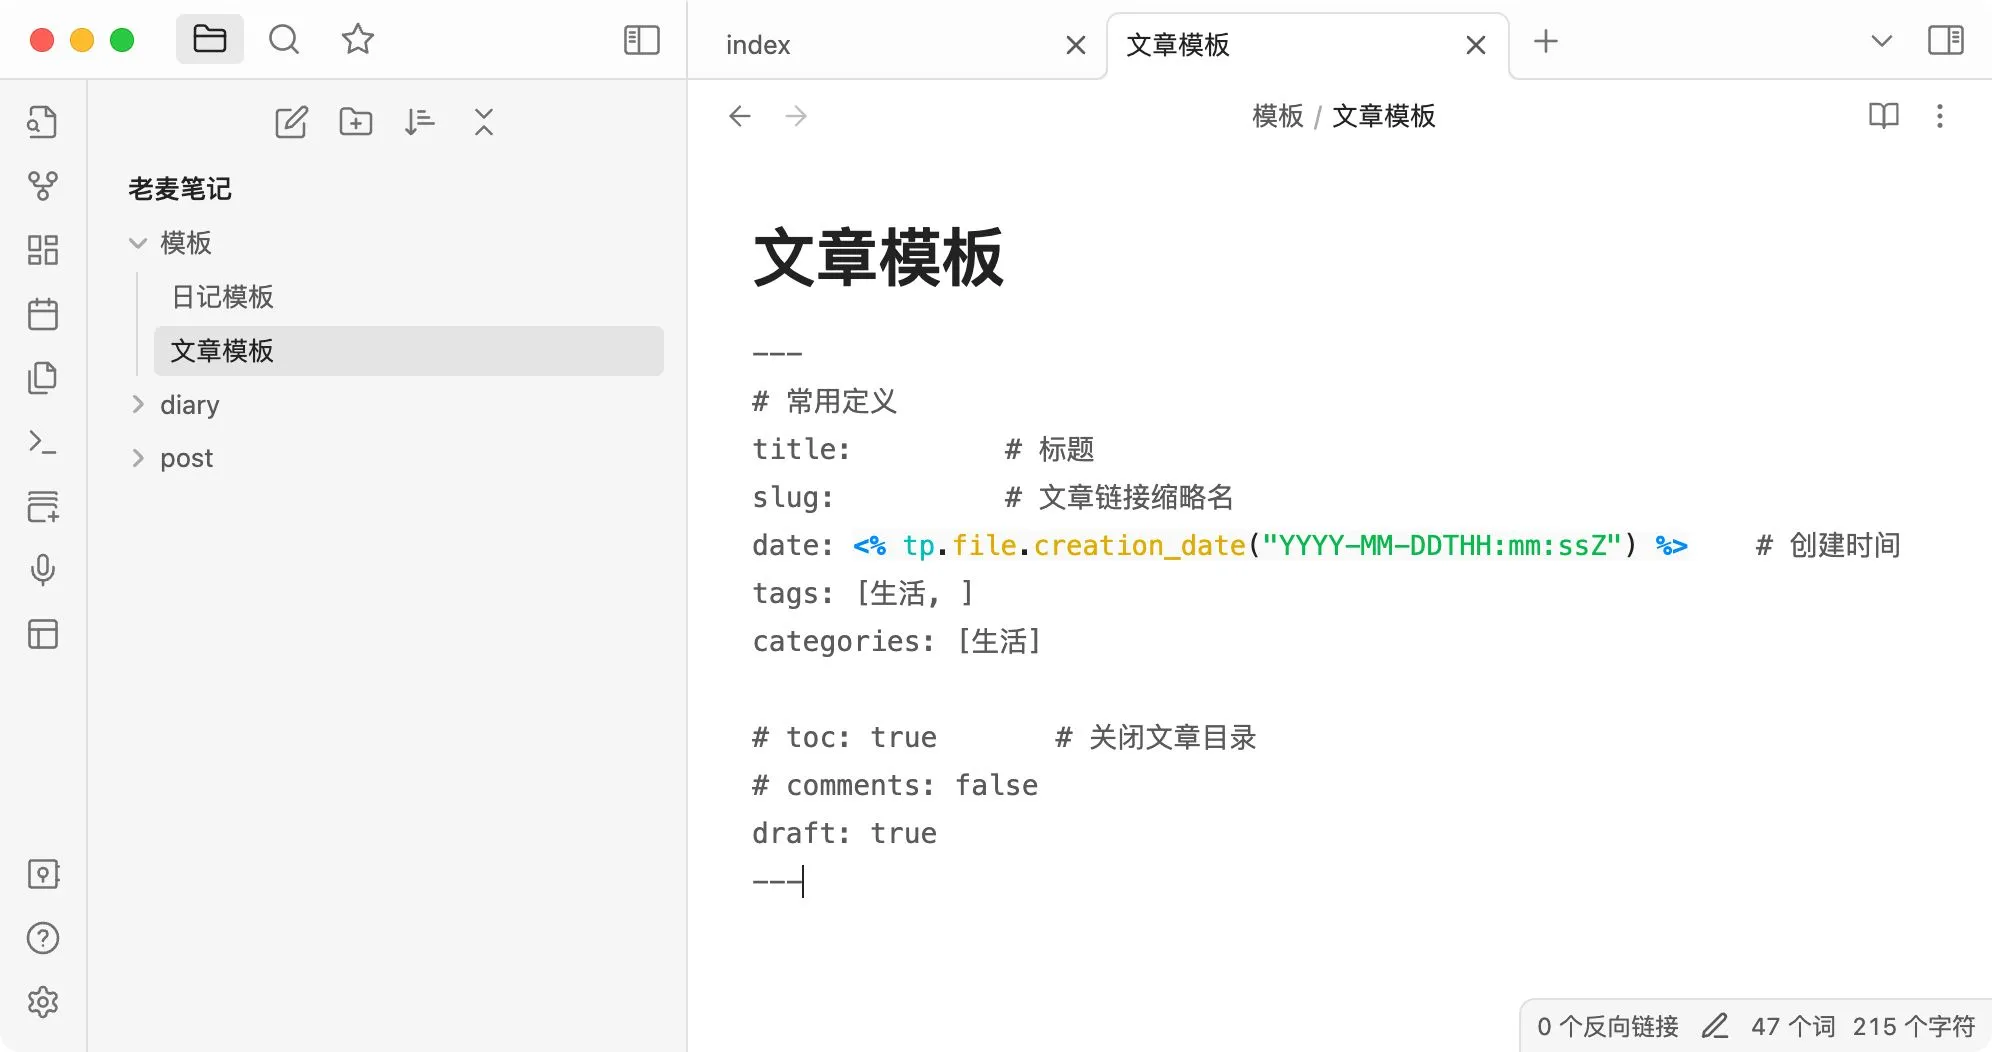 index
文章模板
模板 / 文章模板
老麦笔记
模板
日记模板
文章模板
diary
post
文章模板
---
# 常用定义
title:         # 标题
slug:          # 文章链接缩略名
date: <% tp.file.creation_date("YYYY-MM-DDTHH:mm:ssZ") %>    # 创建时间
tags: [生活, ]
categories: [生活]
# toc: true       # 关闭文章目录
# comments: false
draft: true
---
0 个反向链接 47 个词 215 个字符